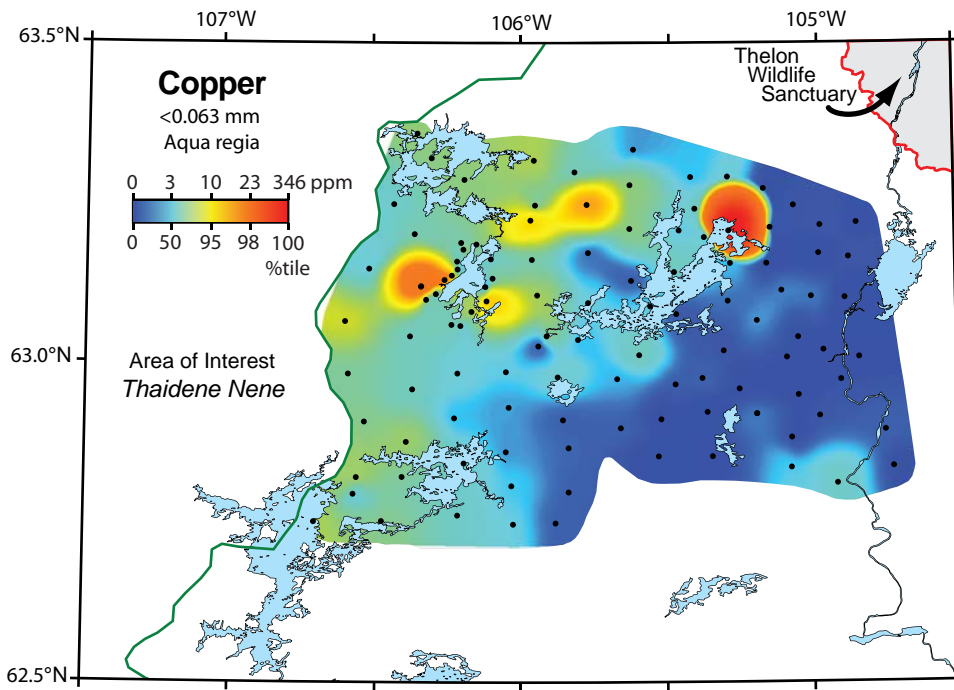 107°W 106°W 105°W
63.5°N
Copper
<0.063 mm
Aqua regia
0 3 10 23 346 ppm
0 50 95 98 100
%tile
Thelon
Wildlife
Sanctuary
63.0°N
Area of Interest
Thaidene Nene
62.5°N